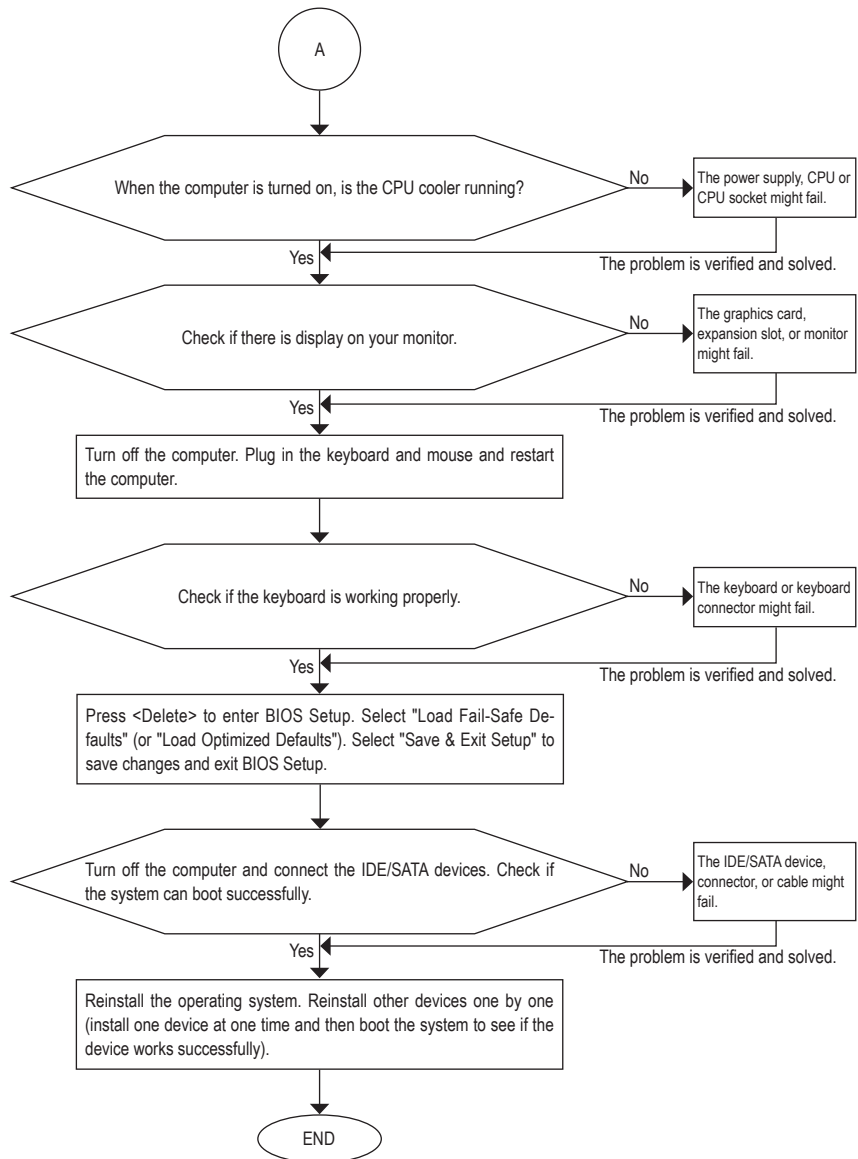 A
When the computer is turned on, is the CPU cooler running?
No
The power supply, CPU or
CPU socket might fail.
Yes
The problem is verified and solved.
Check if there is display on your monitor.
No
The graphics card,
expansion slot, or monitor
might fail.
Yes
The problem is verified and solved.
Turn off the computer. Plug in the keyboard and mouse and restart
the computer.
Check if the keyboard is working properly.
No
The keyboard or keyboard
connector might fail.
Yes
The problem is verified and solved.
Press <Delete> to enter BIOS Setup. Select "Load Fail-Safe De-
faults" (or "Load Optimized Defaults"). Select "Save & Exit Setup" to
save changes and exit BIOS Setup.
Turn off the computer and connect the IDE/SATA devices. Check if
the system can boot successfully.
No
The IDE/SATA device,
connector, or cable might
fail.
Yes
The problem is verified and solved.
Reinstall the operating system. Reinstall other devices one by one
(install one device at one time and then boot the system to see if the
device works successfully).
END